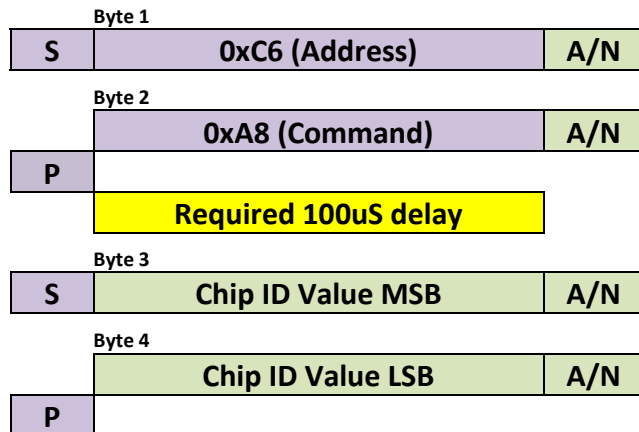 Byte 1
S 0xC6 (Address) A/N
Byte 2
0xA8 (Command) A/N
P
Required 100uS delay
Byte 3
S Chip ID Value MSB A/N
Byte 4
Chip ID Value LSB A/N
P